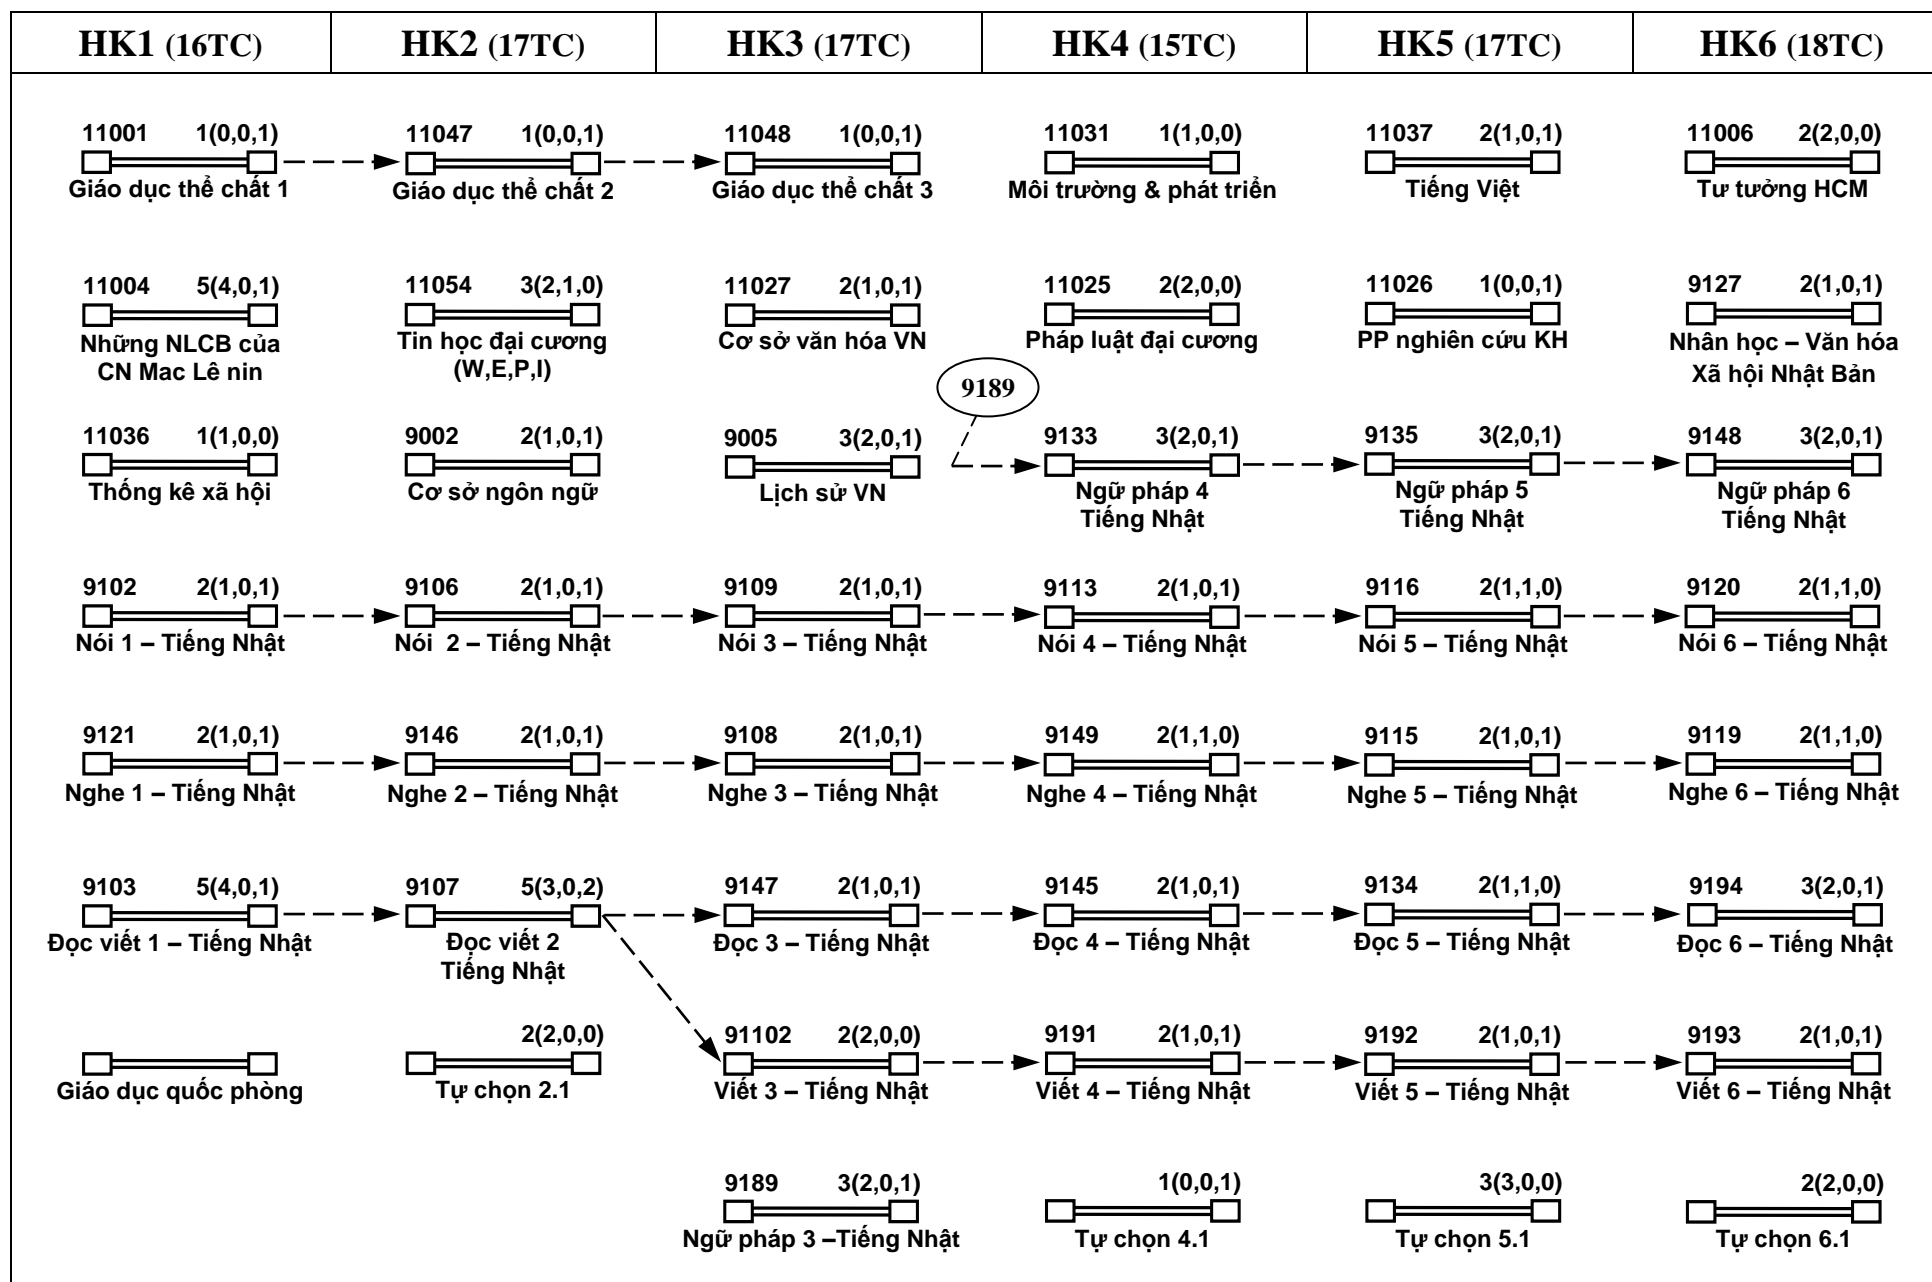 HK1 (16TC) HK2 (17TC) HK3 (17TC) HK4 (15TC) HK5 (17TC) HK6 (18TC)
11001 1(0,0,1) 11047 1(0,0,1) 11048 1(0,0,1) 11031 1(1,0,0) 11037 2(1,0,1) 11006 2(2,0,0)
Giáo dục thể chất 1 Giáo dục thể chất 2 Giáo dục thể chất 3 Môi trường & phát triển Tiếng Việt Tư tưởng HCM
11004 5(4,0,1) 11054 3(2,1,0) 11027 2(1,0,1) 11025 2(2,0,0) 11026 1(0,0,1) 9127 2(1,0,1)
Những NLCB của Tin học đại cương Cơ sở văn hóa VN Pháp luật đại cương PP nghiên cứu KH Nhân học – Văn hóa
CN Mac Lê nin (W,E,P,I) Xã hội Nhật Bản
9189
11036 1(1,0,0) 9002 2(1,0,1) 9005 3(2,0,1) 9133 3(2,0,1) 9135 3(2,0,1) 9148 3(2,0,1)
Thống kê xã hội Cơ sở ngôn ngữ Lịch sử VN Ngữ pháp 4 Ngữ pháp 5 Ngữ pháp 6
Tiếng Nhật Tiếng Nhật Tiếng Nhật
9102 2(1,0,1) 9106 2(1,0,1) 9109 2(1,0,1) 9113 2(1,0,1) 9116 2(1,1,0) 9120 2(1,1,0)
Nói 1 – Tiếng Nhật Nói 2 – Tiếng Nhật Nói 3 – Tiếng Nhật Nói 4 – Tiếng Nhật Nói 5 – Tiếng Nhật Nói 6 – Tiếng Nhật
9121 2(1,0,1) 9146 2(1,0,1) 9108 2(1,0,1) 9149 2(1,1,0) 9115 2(1,0,1) 9119 2(1,1,0)
Nghe 1 – Tiếng Nhật Nghe 2 – Tiếng Nhật Nghe 3 – Tiếng Nhật Nghe 4 – Tiếng Nhật Nghe 5 – Tiếng Nhật Nghe 6 – Tiếng Nhật
9103 5(4,0,1) 9107 5(3,0,2) 9147 2(1,0,1) 9145 2(1,0,1) 9134 2(1,1,0) 9194 3(2,0,1)
Đọc viết 1 – Tiếng Nhật Đọc viết 2 Đọc 3 – Tiếng Nhật Đọc 4 – Tiếng Nhật Đọc 5 – Tiếng Nhật Đọc 6 – Tiếng Nhật
Tiếng Nhật
2(2,0,0) 91102 2(2,0,0) 9191 2(1,0,1) 9192 2(1,0,1) 9193 2(1,0,1)
Giáo dục quốc phòng Tự chọn 2.1 Viết 3 – Tiếng Nhật Viết 4 – Tiếng Nhật Viết 5 – Tiếng Nhật Viết 6 – Tiếng Nhật
9189 3(2,0,1) 1(0,0,1) 3(3,0,0) 2(2,0,0)
Ngữ pháp 3 –Tiếng Nhật Tự chọn 4.1 Tự chọn 5.1 Tự chọn 6.1